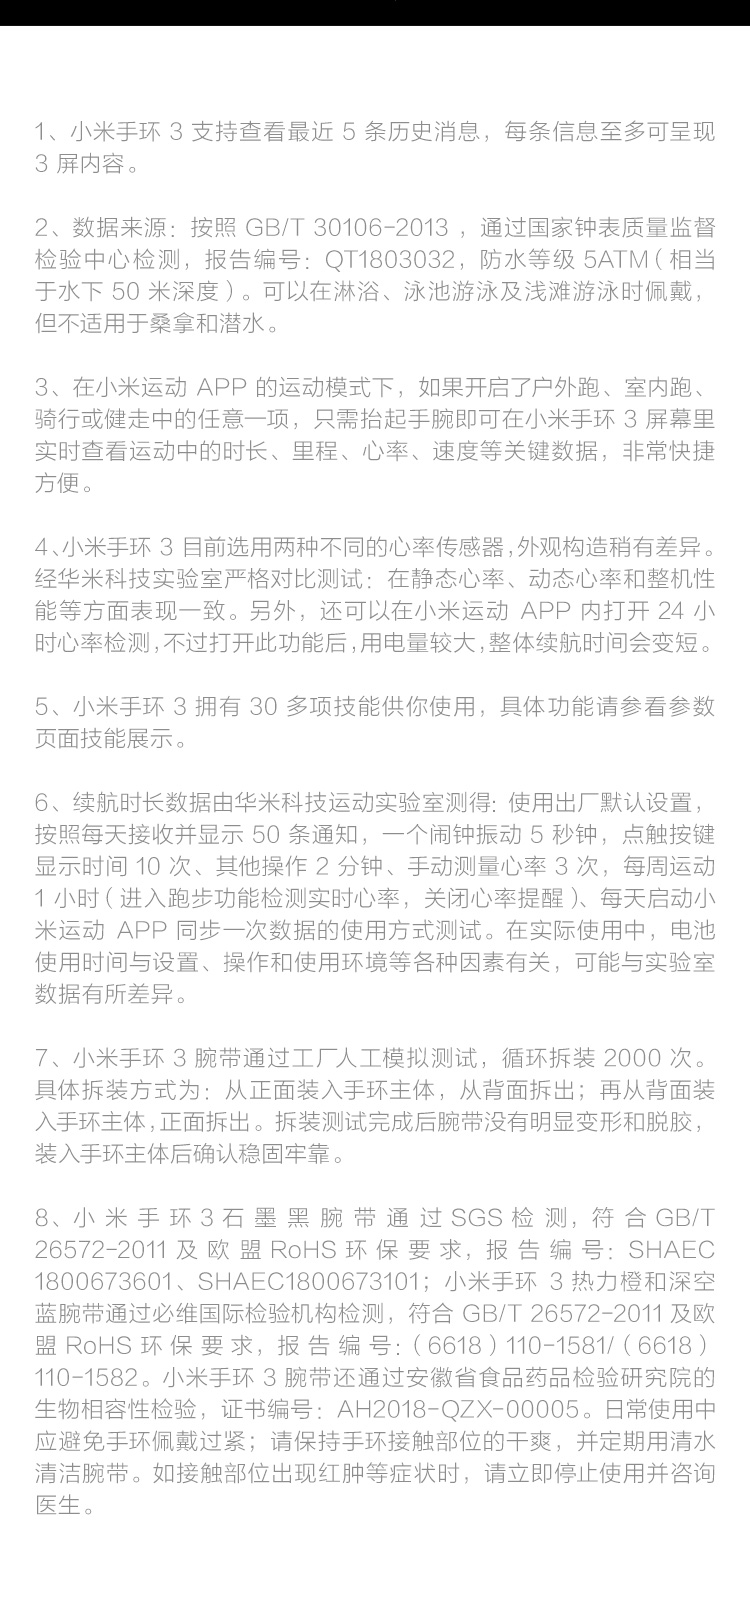 1、小米手环 3 支持查看最近 5 条历史消息，每条信息至多可呈现
3 屏内容。
2、数据来源：按照 GB/T 30106-2013 ，通过国家钟表质量监督
检验中心检测，报告编号：QT1803032，防水等级 5ATM（相当
于水下 50 米深度）。可以在淋浴、泳池游泳及浅滩游泳时佩戴，
但不适用于桑拿和潜水。
3、在小米运动 APP 的运动模式下，如果开启了户外跑、室内跑、
骑行或健走中的任意一项，只需抬起手腕即可在小米手环 3 屏幕里
实时查看运动中的时长、里程、心率、速度等关键数据，非常快捷
方便。
4、小米手环 3 目前选用两种不同的心率传感器，外观构造稍有差异。
经华米科技实验室严格对比测试：在静态心率、动态心率和整机性
能等方面表现一致。另外，还可以在小米运动 APP 内打开 24 小
时心率检测，不过打开此功能后，用电量较大，整体续航时间会变短。
5、小米手环 3 拥有 30 多项技能供你使用，具体功能请参看参数
页面技能展示。
6、续航时长数据由华米科技运动实验室测得：使用出厂默认设置，
按照每天接收并显示 50 条通知，一个闹钟振动 5 秒钟，点触按键
显示时间 10 次、其他操作 2 分钟、手动测量心率 3 次，每周运动
1 小时（进入跑步功能检测实时心率，关闭心率提醒）、每天启动小
米运动 APP 同步一次数据的使用方式测试。在实际使用中，电池
使用时间与设置、操作和使用环境等各种因素有关，可能与实验室
数据有所差异。
7、小米手环 3 腕带通过工厂人工模拟测试，循环拆装 2000 次。
具体拆装方式为：从正面装入手环主体，从背面拆出；再从背面装
入手环主体，正面拆出。拆装测试完成后腕带没有明显变形和脱胶，
装入手环主体后确认稳固牢靠。
8、小米手环3石墨黑腕带通过SGS检测，符合GB/T
26572-2011及欧盟RoHS环保要求，报告编号：SHAEC
1800673601、SHAEC1800673101；小米手环 3 热力橙和深空
蓝腕带通过必维国际检验机构检测，符合 GB/T 26572-2011及欧
盟RoHS环保要求，报告编号：（6618）110-1581/（6618）
110-1582。小米手环 3 腕带还通过安徽省食品药品检验研究院的
生物相容性检验，证书编号：AH2018-QZX-00005。日常使用中
应避免手环佩戴过紧；请保持手环接触部位的干爽，并定期用清水
清洁腕带。如接触部位出现红肿等症状时，请立即停止使用并咨询
医生。